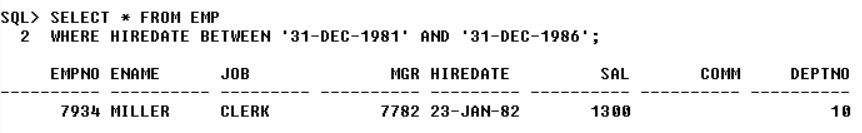 SQL> SELECT * FROM EMP
  2  WHERE HIREDATE BETWEEN '31-DEC-1981' AND '31-DEC-1986';
     EMPNO ENAME      JOB              MGR HIREDATE         SAL       COMM     DEPTNO
---------- ---------- --------- ---------- --------- ---------- ---------- ----------
      7934 MILLER     CLERK           7782 23-JAN-82       1300                    10